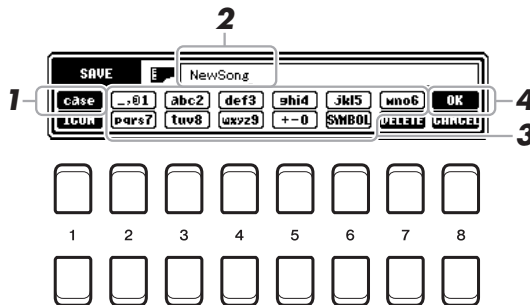 2
SAVE NewSong
1 case _,@1 abc2 def3 ghi4 jkl5 mno6 OK 4
ICON pqrs7 tuv8 wxyz9 +-0 SYMBOL DELETE CANCEL
3
1 2 3 4 5 6 7 8